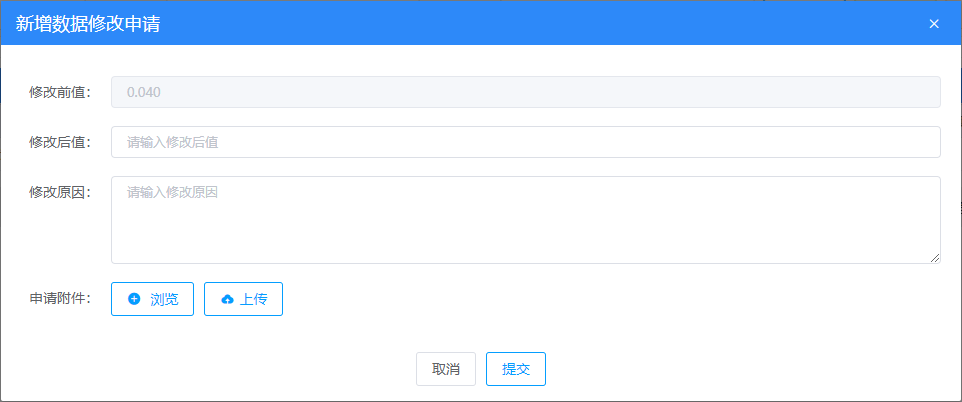 新增数据修改申请
修改前值： 0.040
修改后值： 请输入修改后值
修改原因： 请输入修改原因
申请附件： 浏览 上传
取消 提交